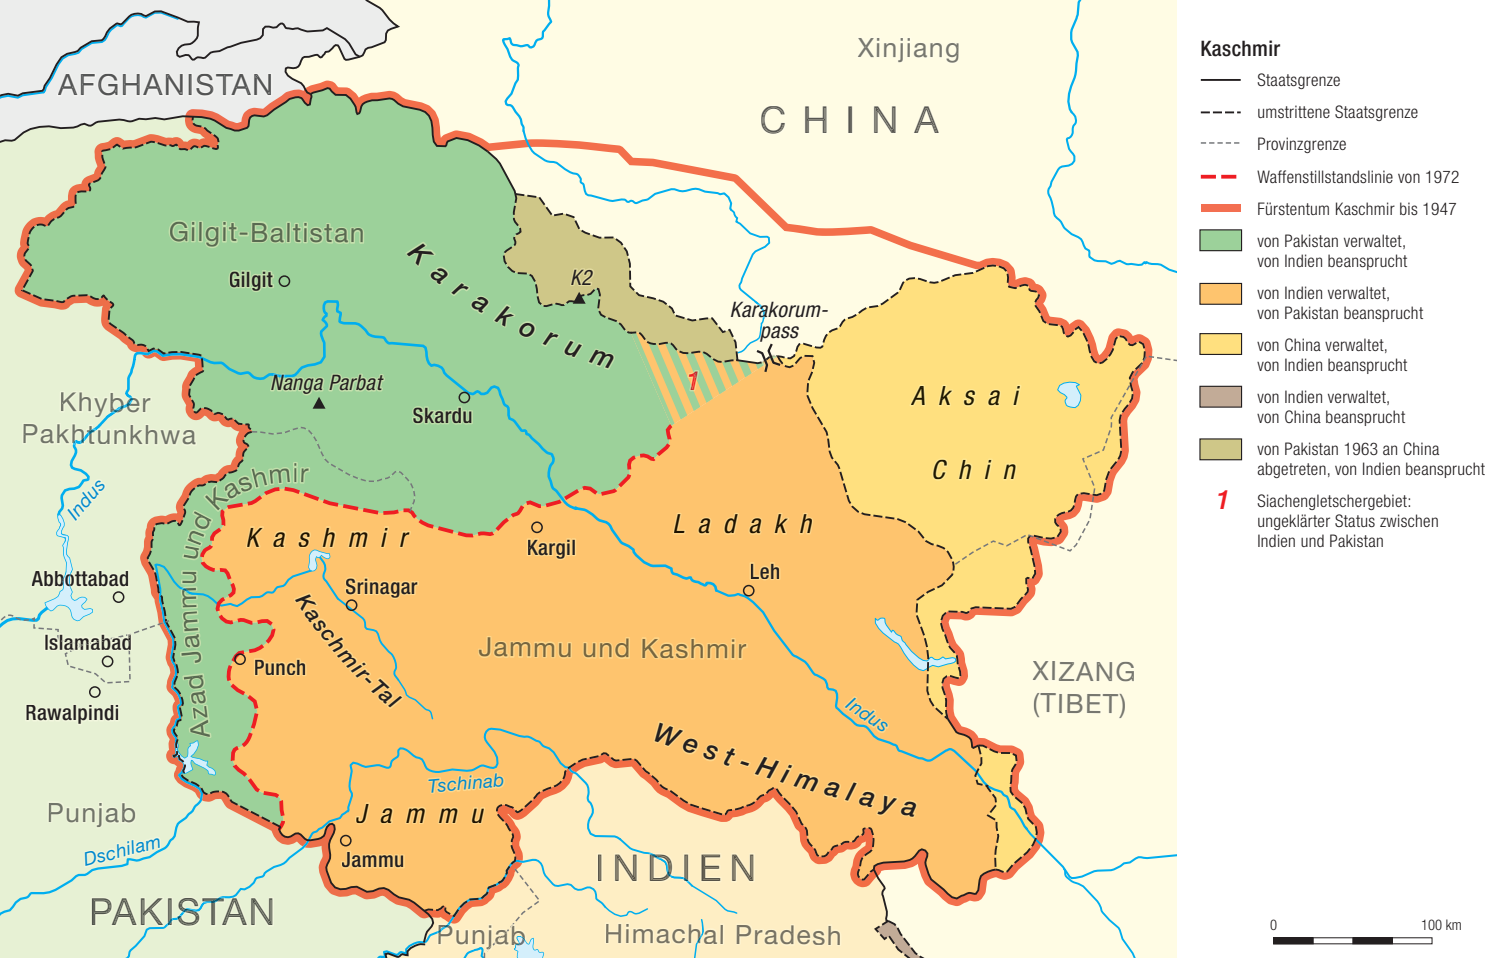 Xinjiang
AFGHANISTAN
CHINA
Gilgit-Baltistan
Gilgit
Karakorum
K2
Karakorum-
pass
1
Nanga Parbat
Skardu
Aksai
Chin
Khyber
Pakhtunkhwa
Indus
Azad Jammu und Kashmir
Kashmir
Kargil
Ladakh
Leh
Srinagar
Kaschmir-Tal
Abbottabad
Islamabad
Rawalpindi
Punch
Jammu und Kashmir
XIZANG
(TIBET)
Indus
West-Himalaya
Tschinab
Jammu
Jammu
Punjab
Dschilam
PAKISTAN
INDIEN
Punjab
Himachal Pradesh
Kaschmir
Staatsgrenze
umstrittene Staatsgrenze
Provinzgrenze
Waffenstillstandslinie von 1972
Fürstentum Kaschmir bis 1947
von Pakistan verwaltet,
von Indien beansprucht
von Indien verwaltet,
von Pakistan beansprucht
von China verwaltet,
von Indien beansprucht
von Indien verwaltet,
von China beansprucht
von Pakistan 1963 an China
abgetreten, von Indien beansprucht
1 Siachengletschergebiet:
ungeklärter Status zwischen
Indien und Pakistan
0 100 km